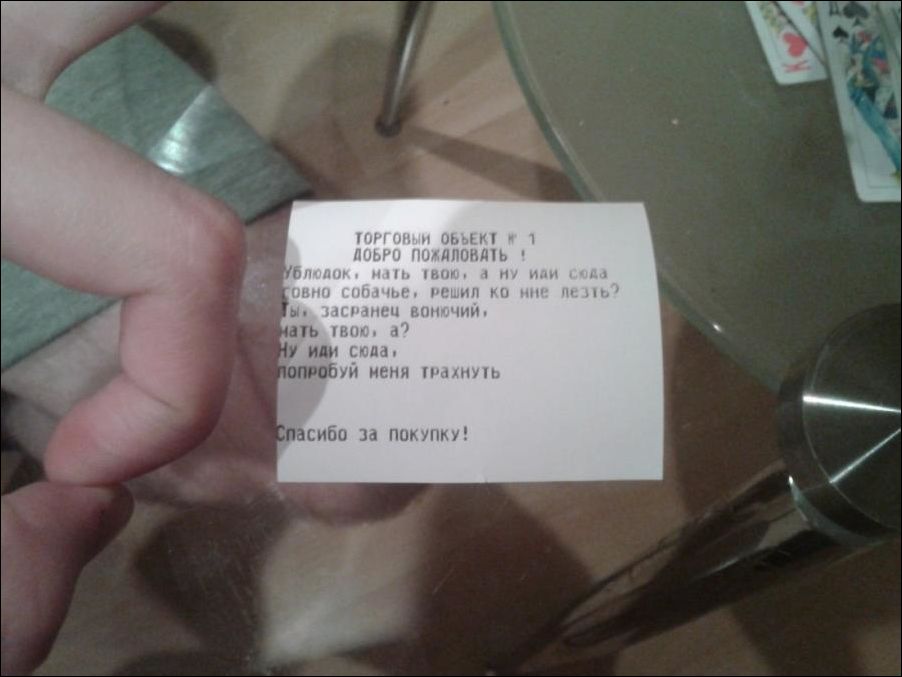 ТОРГОВЫЙ ОБЪЕКТ № 1
ДОБРО ПОЖАЛОВАТЬ !
Ублюдок, мать твою, а ну иди сюда
говно собачье, решил ко мне лезть?
Ты, засранец вонючий,
мать твою, а?
Ну иди сюда,
попробуй меня трахнуть
Спасибо за покупку!
К
Д